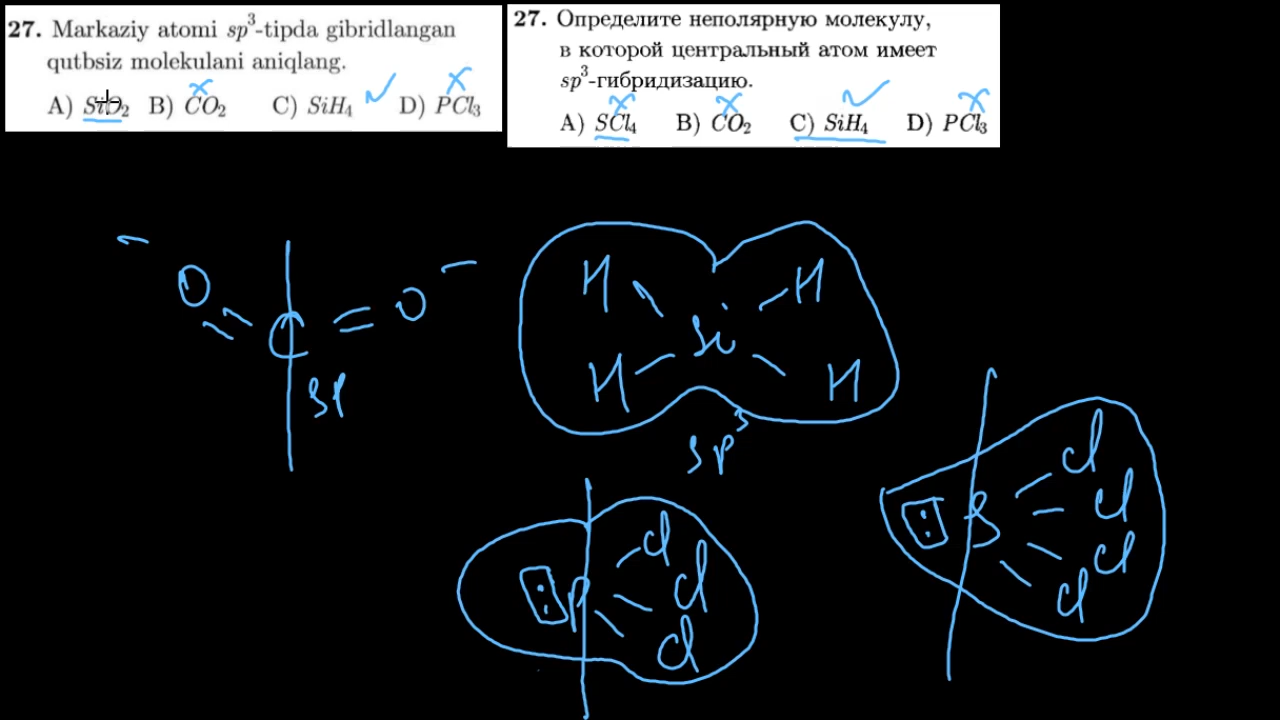 27. Markaziy atomi sp³-tipda gibridlangan
qutbsiz molekulani aniqlang.
A) SiO₂ B) CO₂ C) SiH₄ D) PCl₃
27. Определите неполярную молекулу,
в которой центральный атом имеет
sp³-гибридизацию.
A) SCl₄ B) CO₂ C) SiH₄ D) PCl₃
O = C = O
sp
H H
Si
H H
sp³
: P Cl
Cl
Cl
: S Cl
Cl
Cl
Cl